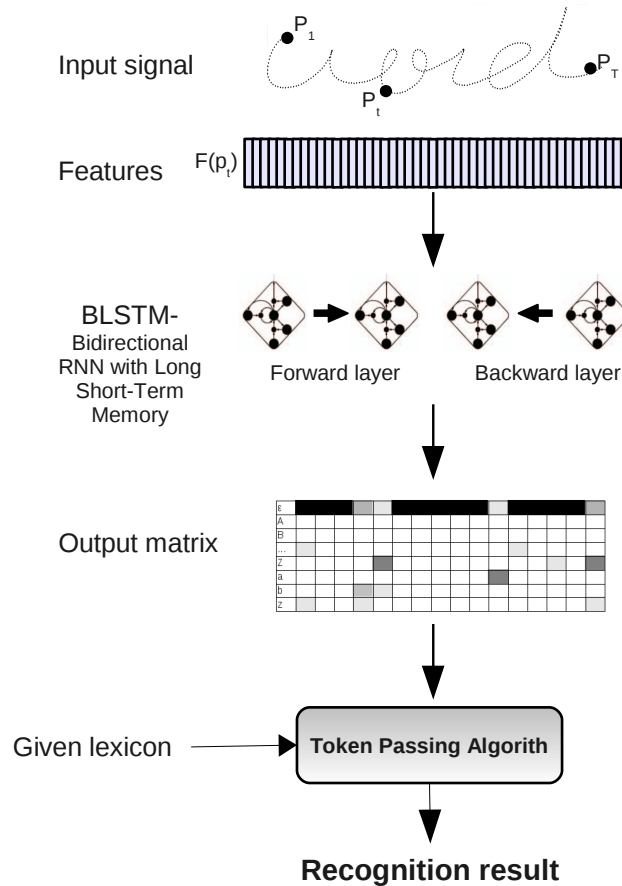 P1
word
Input signal
Pt
PT
Features
F(pt)
BLSTM-
Bidirectional
RNN with Long
Short-Term
Memory
Forward layer
Backward layer
Output matrix
ε
A
B
...
Z
a
b
z
Given lexicon
Token Passing Algorith
Recognition result